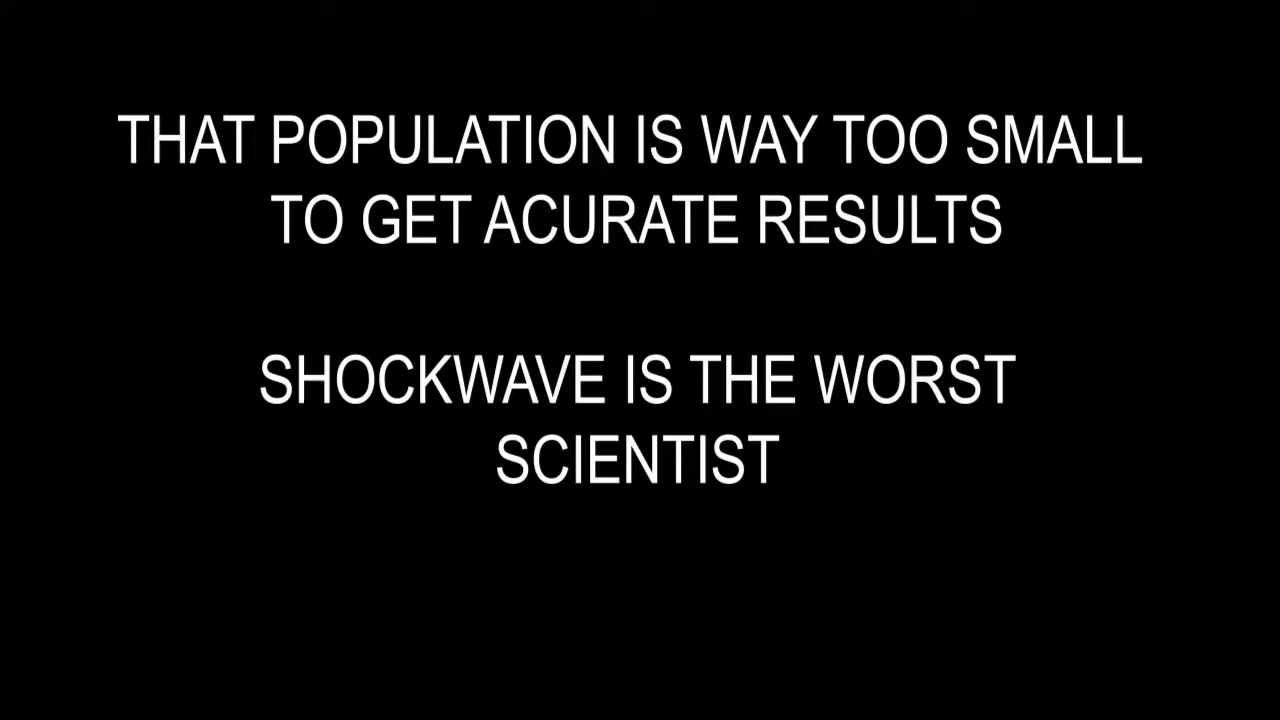 THAT POPULATION IS WAY TOO SMALL
TO GET ACURATE RESULTS
SHOCKWAVE IS THE WORST
SCIENTIST